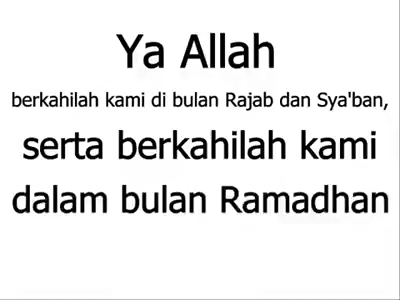 Ya Allah
berkahilah kami di bulan Rajab dan Sya'ban,
serta berkahilah kami
dalam bulan Ramadhan